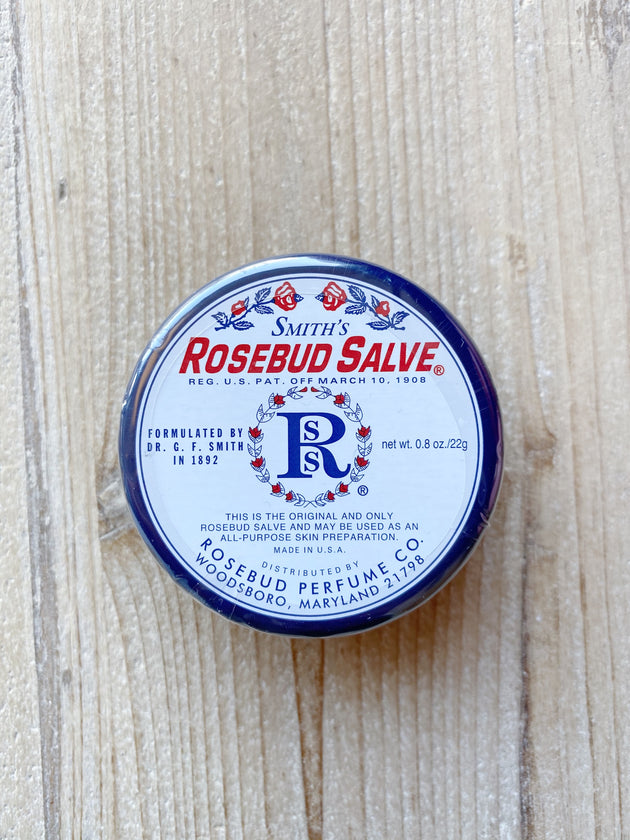 SMITH'S
ROSEBUD SALVE®
REG. U.S. PAT. OFF MARCH 10, 1908
FORMULATED BY
DR. G. F. SMITH
IN 1892
RSS
®
net wt. 0.8 oz./22g
THIS IS THE ORIGINAL AND ONLY
ROSEBUD SALVE AND MAY BE USED AS AN
ALL-PURPOSE SKIN PREPARATION.
MADE IN U.S.A.
DISTRIBUTED BY
ROSEBUD PERFUME CO.
WOODSBORO, MARYLAND 21798